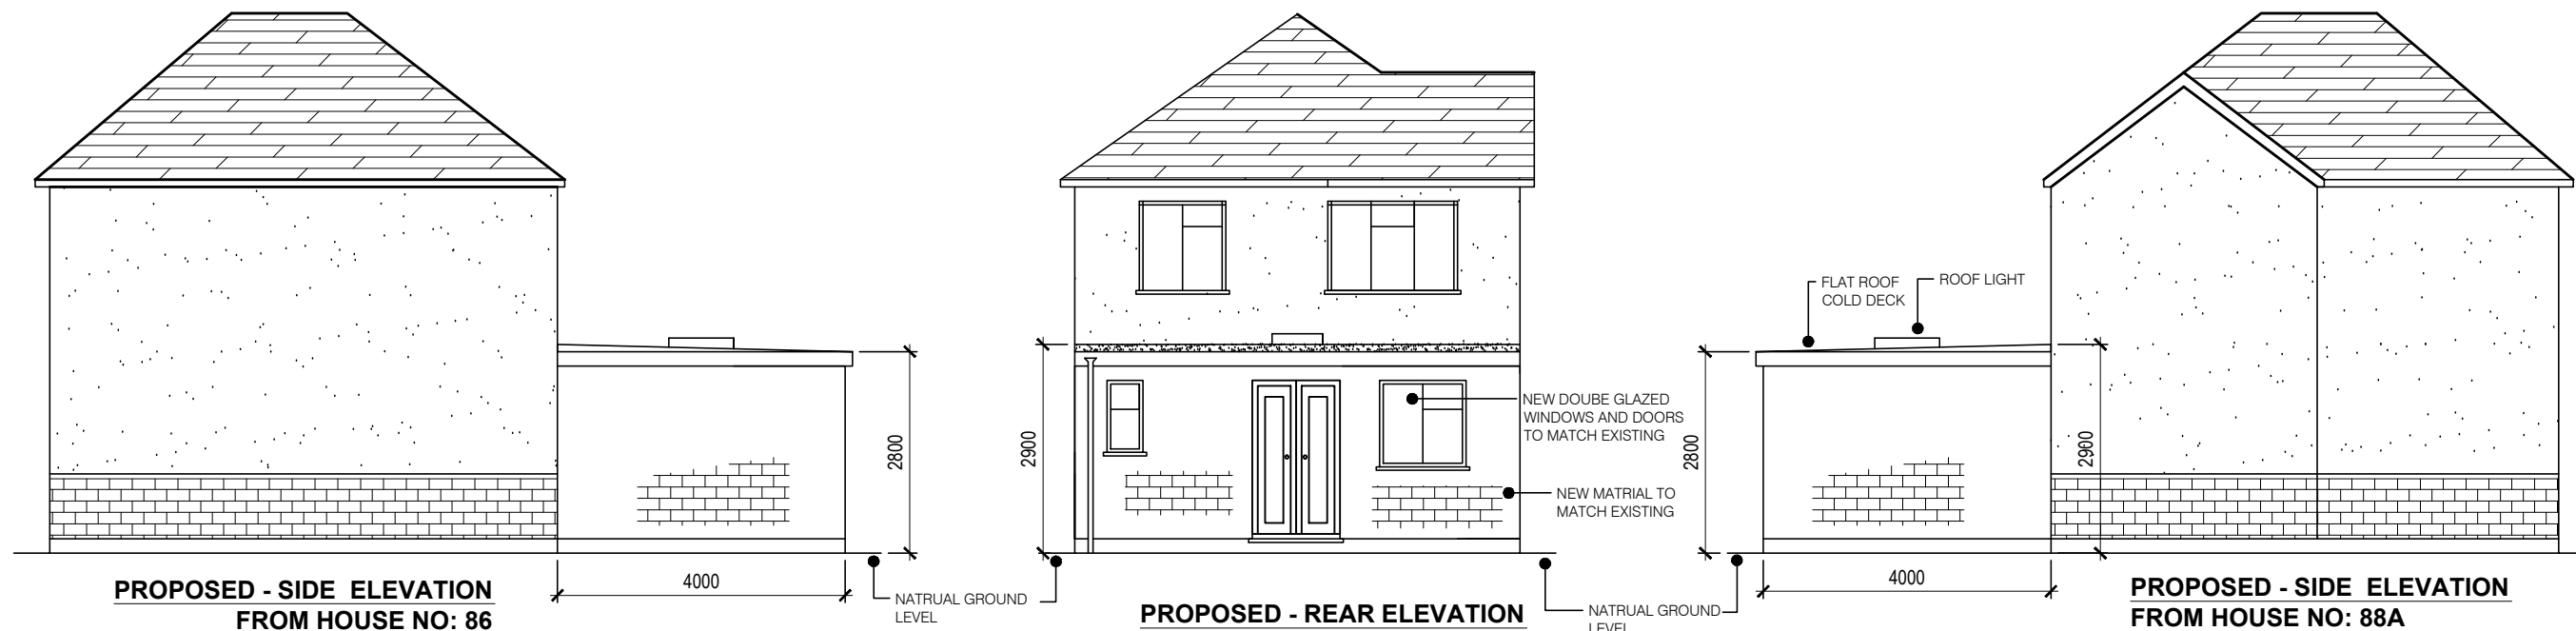 FLAT ROOF
COLD DECK
ROOF LIGHT
2800
2900
NEW DOUBE GLAZED
WINDOWS AND DOORS
TO MATCH EXISTING
NEW MATRIAL TO
MATCH EXISTING
2800
2900
4000
4000
NATRUAL GROUND
LEVEL
NATRUAL GROUND
LEVEL
PROPOSED - SIDE ELEVATION
FROM HOUSE NO: 86
PROPOSED - REAR ELEVATION
PROPOSED - SIDE ELEVATION
FROM HOUSE NO: 88A